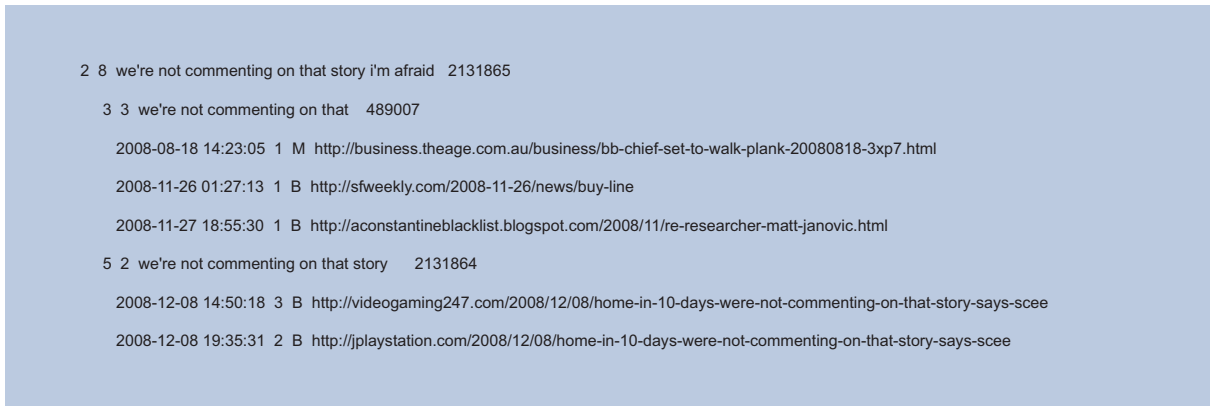 2 8 we're not commenting on that story i'm afraid 2131865
3 3 we're not commenting on that 489007
2008-08-18 14:23:05 1 M http://business.theage.com.au/business/bb-chief-set-to-walk-plank-20080818-3xp7.html
2008-11-26 01:27:13 1 B http://sfweekly.com/2008-11-26/news/buy-line
2008-11-27 18:55:30 1 B http://aconstantineblacklist.blogspot.com/2008/11/re-researcher-matt-janovic.html
5 2 we're not commenting on that story 2131864
2008-12-08 14:50:18 3 B http://videogaming247.com/2008/12/08/home-in-10-days-were-not-commenting-on-that-story-says-scee
2008-12-08 19:35:31 2 B http://jplaystation.com/2008/12/08/home-in-10-days-were-not-commenting-on-that-story-says-scee